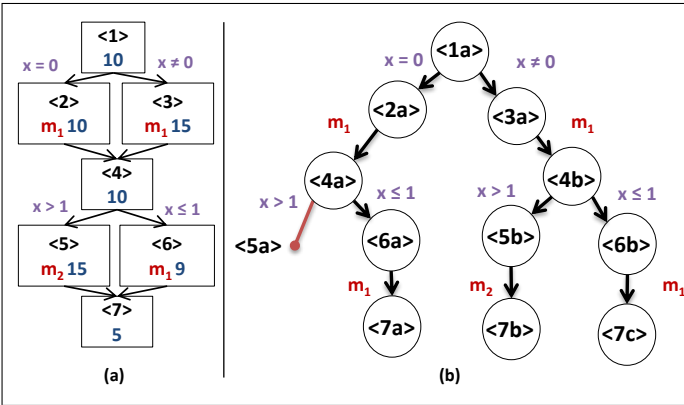 <1>
10
x = 0
x ≠ 0
<2>
m₁ 10
<3>
m₁ 15
<4>
10
x > 1
x ≤ 1
<5>
m₂ 15
<6>
m₁ 9
<7>
5
(a)
<1a>
x = 0
x ≠ 0
<2a>
<3a>
m₁
m₁
<4a>
<4b>
x > 1
x ≤ 1
x > 1
x ≤ 1
<5a>
<6a>
<5b>
<6b>
m₁
m₂
m₁
<7a>
<7b>
<7c>
(b)